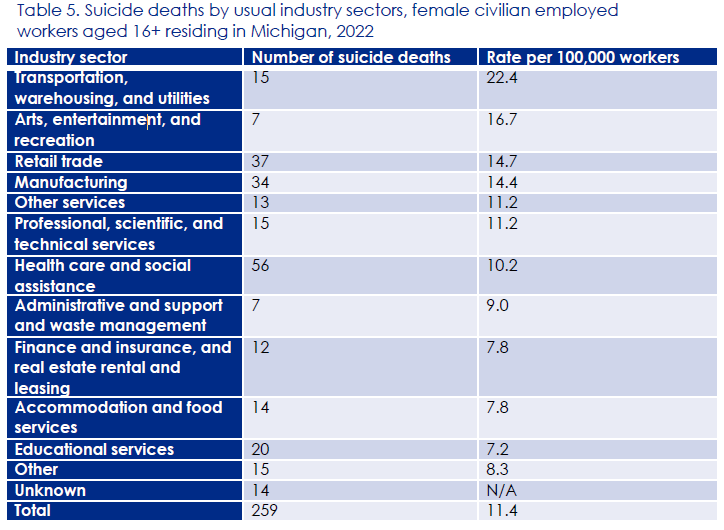 Table 5. Suicide deaths by usual industry sectors, female civilian employed
workers aged 16+ residing in Michigan, 2022
Industry sector Number of suicide deaths Rate per 100,000 workers
Transportation, 15 22.4
warehousing, and utilities
Arts, entertainment, and 7 16.7
recreation
Retail trade 37 14.7
Manufacturing 34 14.4
Other services 13 11.2
Professional, scientific, and 15 11.2
technical services
Health care and social 56 10.2
assistance
Administrative and support 7 9.0
and waste management
Finance and insurance, and 12 7.8
real estate rental and
leasing
Accommodation and food 14 7.8
services
Educational services 20 7.2
Other 15 8.3
Unknown 14 N/A
Total 259 11.4